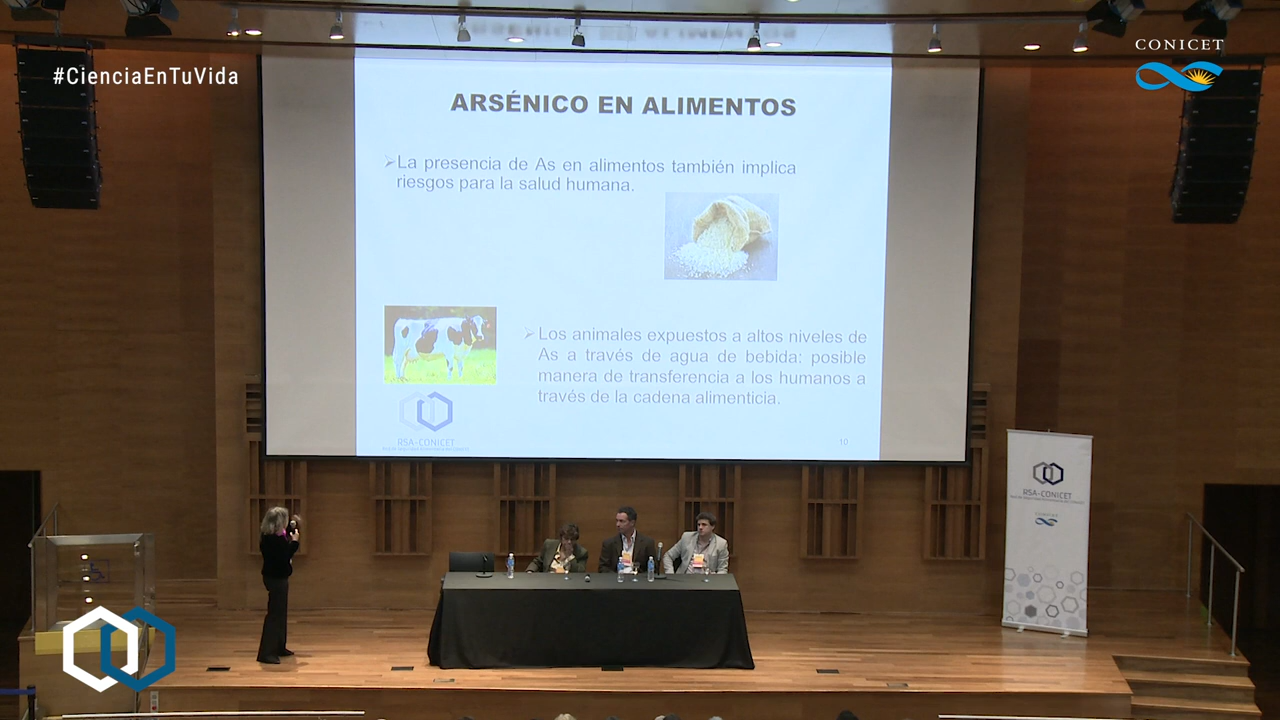 #CienciaEnTuVida
CONICET
ARSÉNICO EN ALIMENTOS
La presencia de As en alimentos también implica
riesgos para la salud humana.
Los animales expuestos a altos niveles de
As a través de agua de bebida: posible
manera de transferencia a los humanos a
través de la cadena alimenticia.
RSA-CONICET
10
RSA-CONICET
CONICET